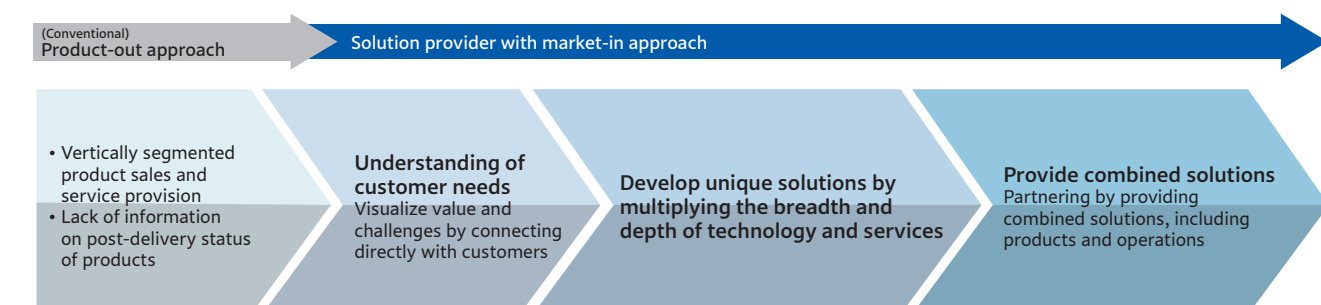 (Conventional)
Product-out approach
Solution provider with market-in approach
• Vertically segmented
product sales and
service provision
• Lack of information
on post-delivery status
of products
Understanding of
customer needs
Visualize value and
challenges by connecting
directly with customers
Develop unique solutions by
multiplying the breadth and
depth of technology and services
Provide combined solutions
Partnering by providing
combined solutions, including
products and operations